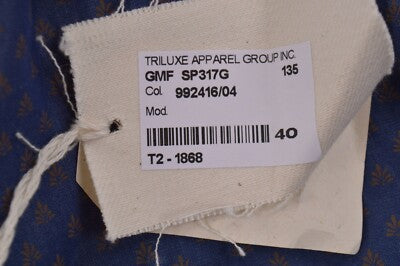 TRILUXE APPAREL GROUP INC.
GMF SP317G 135
Col. 992416/04
Mod.
40
T2 - 1868